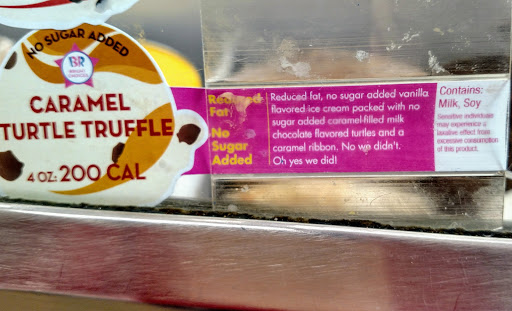 NO SUGAR ADDED
BR
CARAMEL
TURTLE TRUFFLE
4 OZ: 200 CAL
Reduced
Fat
No
Sugar
Added
Reduced fat, no sugar added vanilla
flavored ice cream packed with no
sugar added caramel-filled milk
chocolate flavored turtles and a
caramel ribbon. No we didn't.
Oh yes we did!
Contains:
Milk, Soy
Sensitive individuals
may experience a
laxative effect from
excessive consumption
of this product.